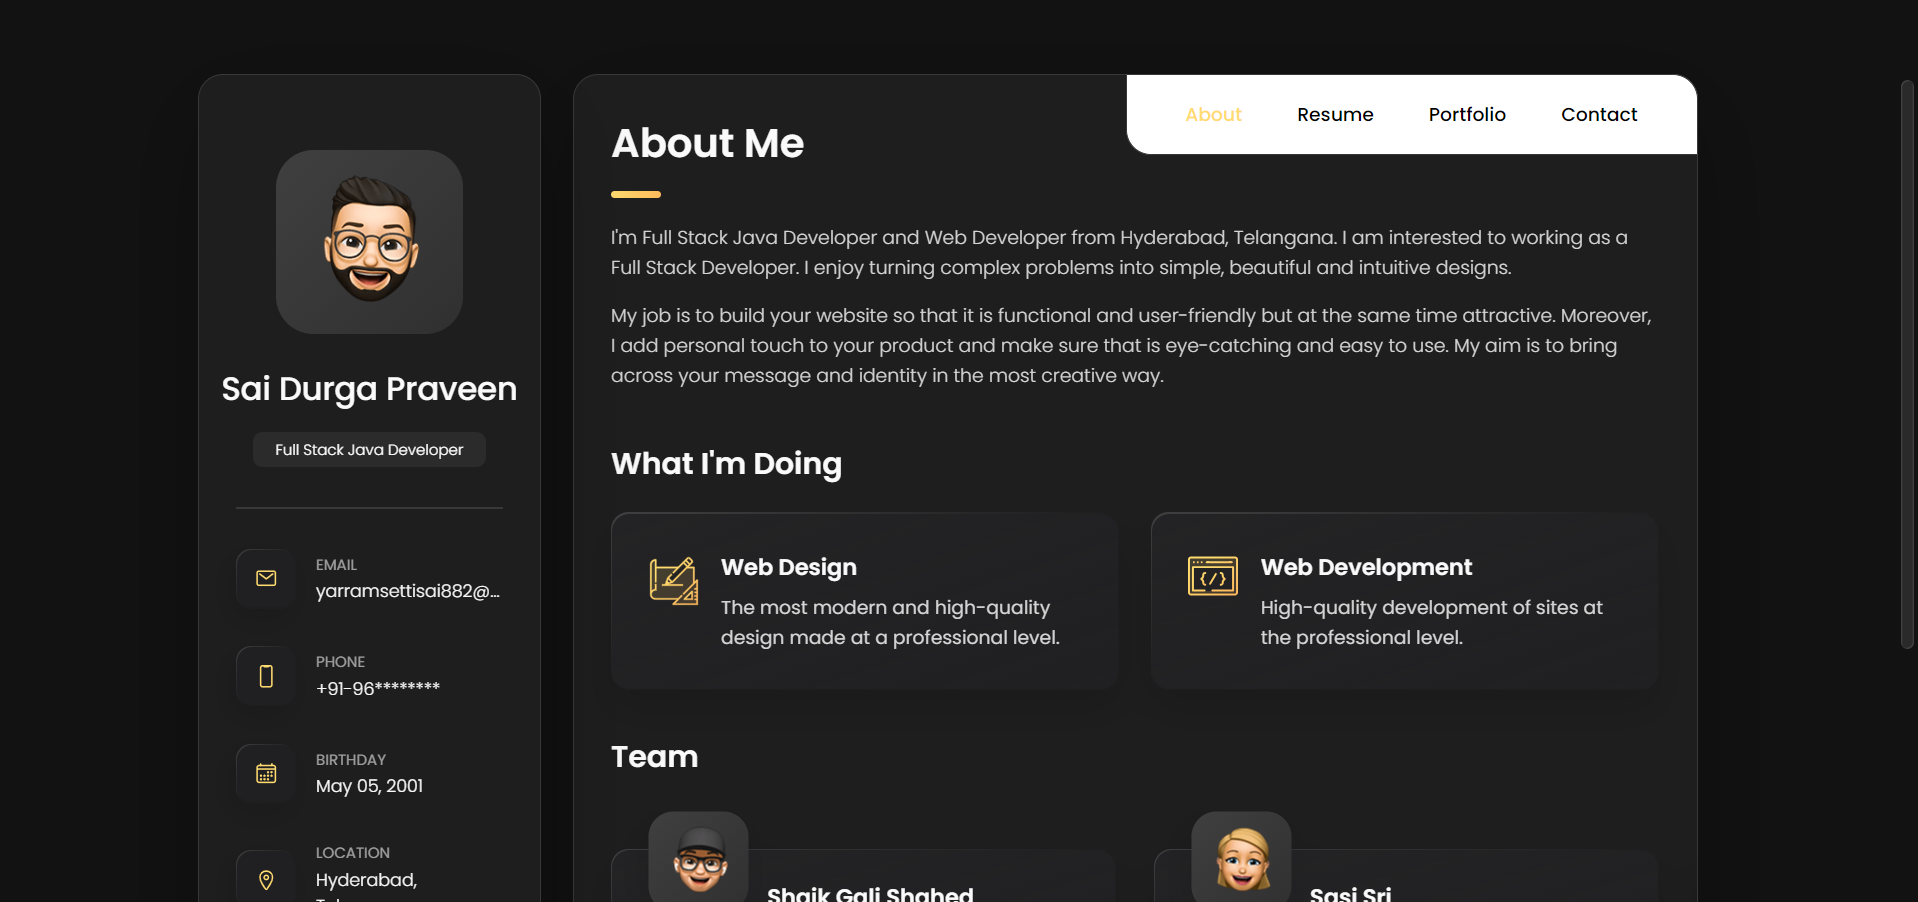 Sai Durga Praveen
Full Stack Java Developer
EMAIL
yarramsettisai882@...
PHONE
+91-96********
BIRTHDAY
May 05, 2001
LOCATION
Hyderabad,
About
Resume
Portfolio
Contact
About Me
I'm Full Stack Java Developer and Web Developer from Hyderabad, Telangana. I am interested to working as a
Full Stack Developer. I enjoy turning complex problems into simple, beautiful and intuitive designs.
My job is to build your website so that it is functional and user-friendly but at the same time attractive. Moreover,
I add personal touch to your product and make sure that is eye-catching and easy to use. My aim is to bring
across your message and identity in the most creative way.
What I'm Doing
Web Design
The most modern and high-quality
design made at a professional level.
Web Development
High-quality development of sites at
the professional level.
Team
Shaik Gali Shahed
Sasi Sri